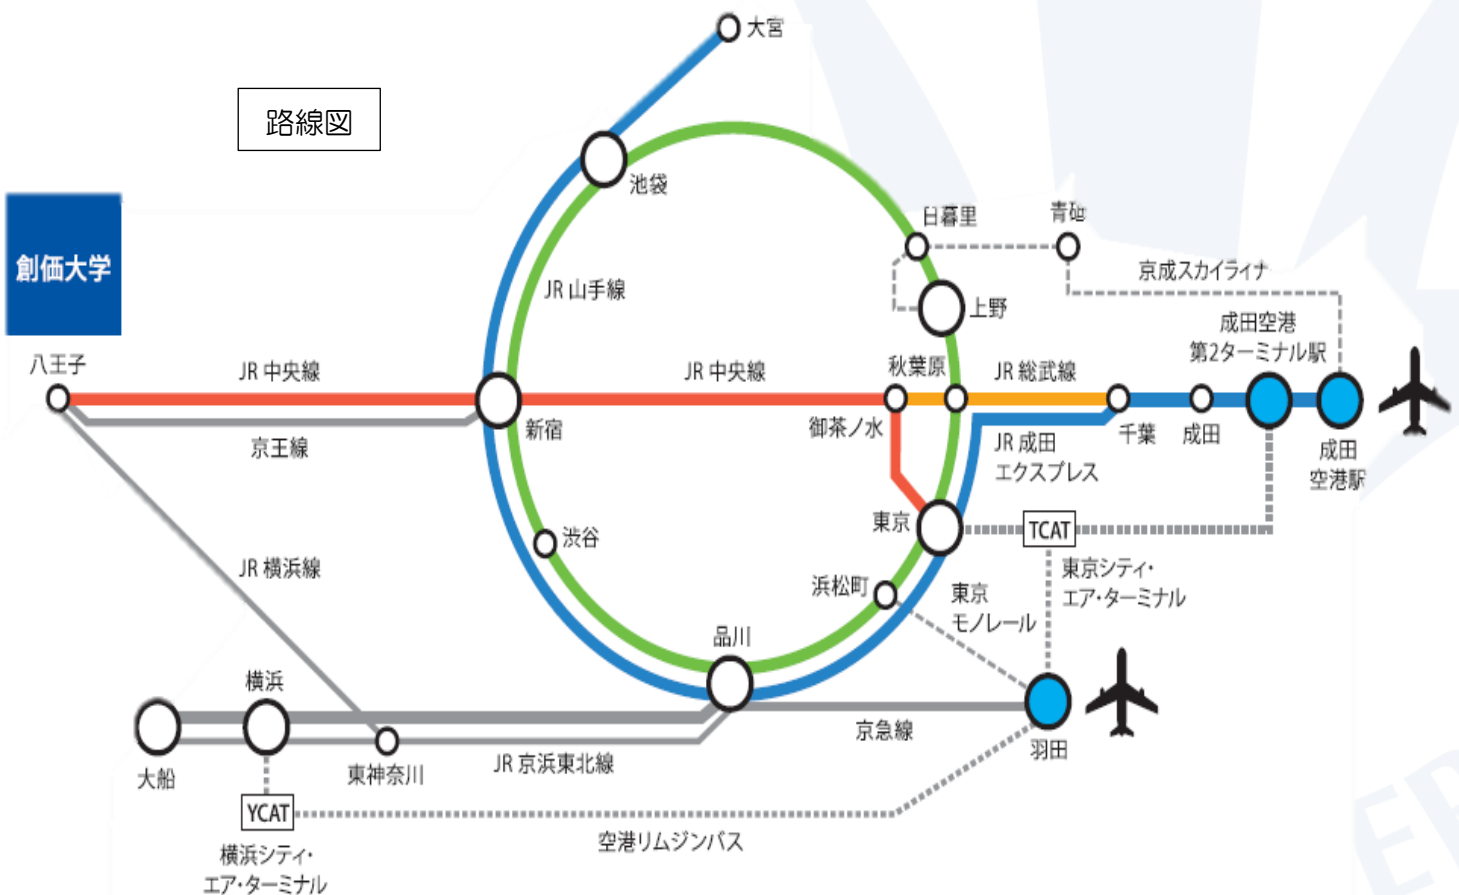 大宮
路線図
池袋
日暮里
青砥
創価大学
京成スカイライナ
JR 山手線
上野
成田空港
第2ターミナル駅
八王子
JR 中央線
JR 中央線
秋葉原
JR 総武線
京王線
新宿
御茶ノ水
JR 成田
エクスプレス
千葉
成田
成田
空港駅
東京
TCAT
渋谷
JR 横浜線
浜松町
東京
モノレール
東京シティ・
エア・ターミナル
品川
横浜
京急線
羽田
大船
東神奈川
JR 京浜東北線
YCAT
空港リムジンバス
横浜シティ・
エア・ターミナル